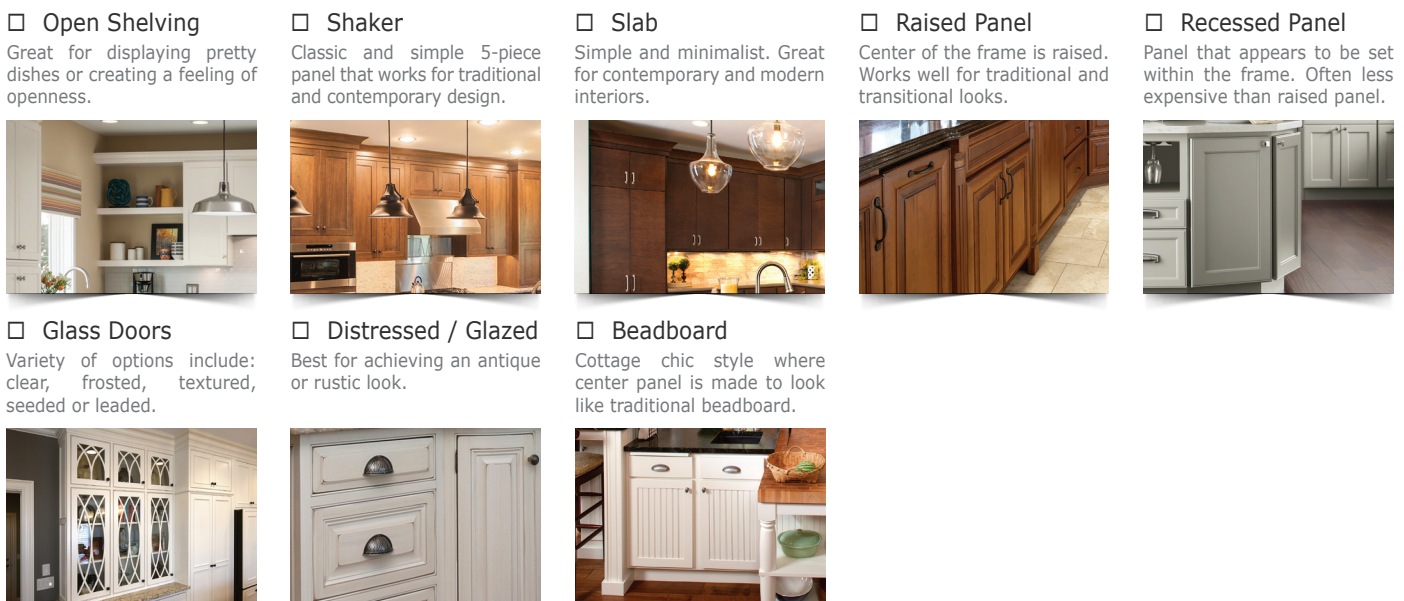 ☐ Open Shelving
Great for displaying pretty
dishes or creating a feeling of
openness.
☐ Shaker
Classic and simple 5-piece
panel that works for traditional
and contemporary design.
☐ Slab
Simple and minimalist. Great
for contemporary and modern
interiors.
☐ Raised Panel
Center of the frame is raised.
Works well for traditional and
transitional looks.
☐ Recessed Panel
Panel that appears to be set
within the frame. Often less
expensive than raised panel.
☐ Glass Doors
Variety of options include:
clear, frosted, textured,
seeded or leaded.
☐ Distressed / Glazed
Best for achieving an antique
or rustic look.
☐ Beadboard
Cottage chic style where
center panel is made to look
like traditional beadboard.